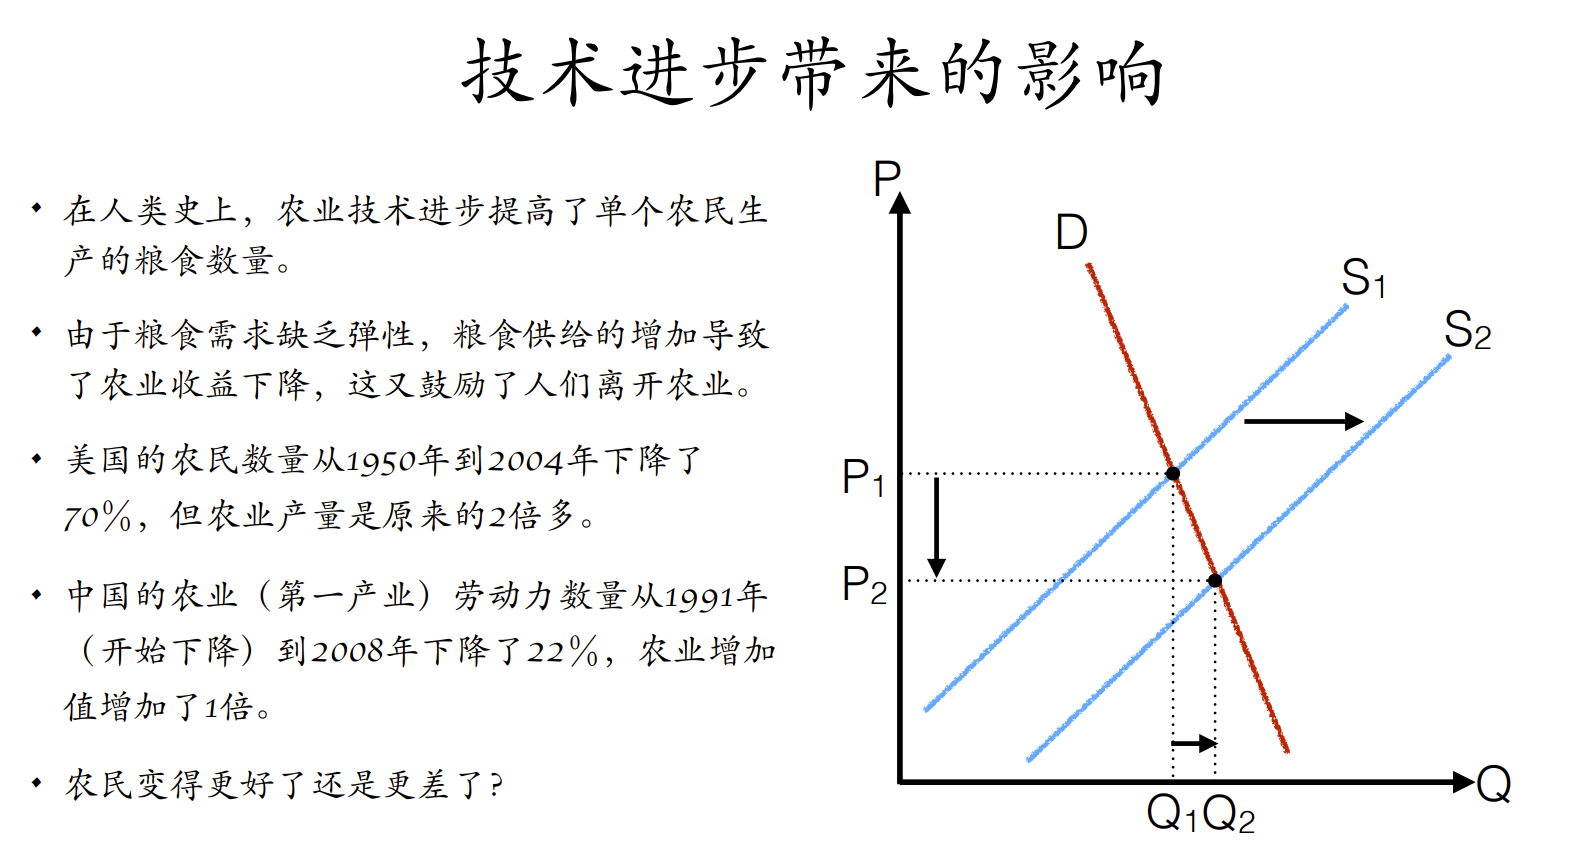 技术进步带来的影响
在人类史上，农业技术进步提高了单个农民生
产的粮食数量。
由于粮食需求缺乏弹性，粮食供给的增加导致
了农业收益下降，这又鼓励了人们离开农业。
美国的农民数量从1950年到2004年下降了
70%，但农业产量是原来的2倍多。
中国的农业（第一产业）劳动力数量从1991年
（开始下降）到2008年下降了22%，农业增加
值增加了1倍。
农民变得更好了还是更差了?
P
D
S1
S2
P1
P2
Q
Q1Q2